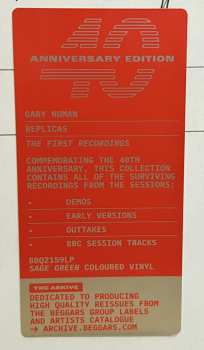 40
ANNIVERSARY EDITION
GARY NUMAN
REPLICAS
THE FIRST RECORDINGS
COMMEMORATING THE 40TH
ANNIVERSARY, THIS COLLECTION
CONTAINS ALL OF THE SURVIVING
RECORDINGS FROM THE SESSIONS:
- DEMOS
- EARLY VERSIONS
- OUTTAKES
- BBC SESSION TRACKS
BBQ2159LP
SAGE GREEN COLOURED VINYL
THE ARKIVE
DEDICATED TO PRODUCING
HIGH QUALITY REISSUES FROM
THE BEGGARS GROUP LABELS
AND ARTISTS CATALOGUE
→ ARCHIVE.BEGGARS.COM